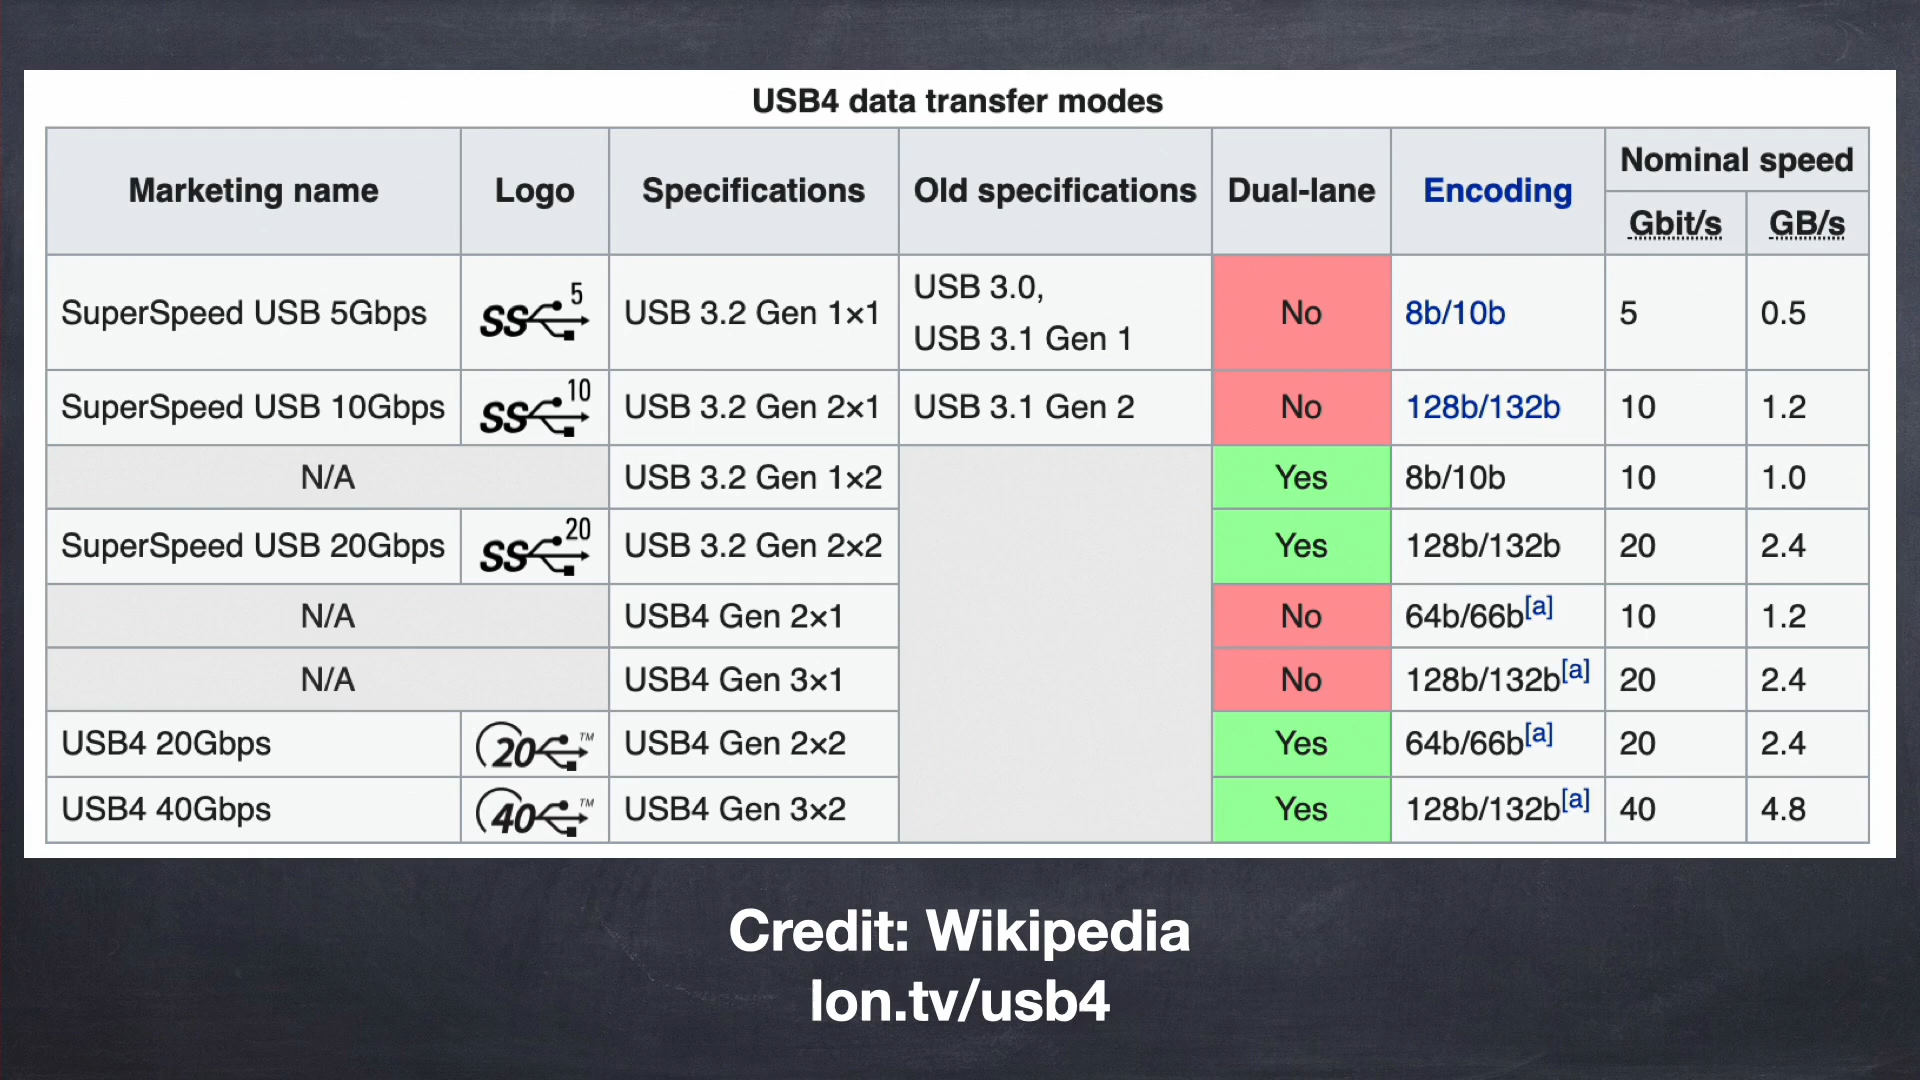 USB4 data transfer modes
Marketing name Logo Specifications Old specifications Dual-lane Encoding Nominal speed
Gbit/s GB/s
SuperSpeed USB 5Gbps SS 5 USB 3.2 Gen 1×1 USB 3.0, No 8b/10b 5 0.5
USB 3.1 Gen 1
SuperSpeed USB 10Gbps SS 10 USB 3.2 Gen 2×1 USB 3.1 Gen 2 No 128b/132b 10 1.2
N/A USB 3.2 Gen 1×2 Yes 8b/10b 10 1.0
SuperSpeed USB 20Gbps SS 20 USB 3.2 Gen 2×2 Yes 128b/132b 20 2.4
N/A USB4 Gen 2×1 No 64b/66b[a] 10 1.2
N/A USB4 Gen 3×1 No 128b/132b[a] 20 2.4
USB4 20Gbps 20 ™ USB4 Gen 2×2 Yes 64b/66b[a] 20 2.4
USB4 40Gbps 40 ™ USB4 Gen 3×2 Yes 128b/132b[a] 40 4.8
Credit: Wikipedia
lon.tv/usb4